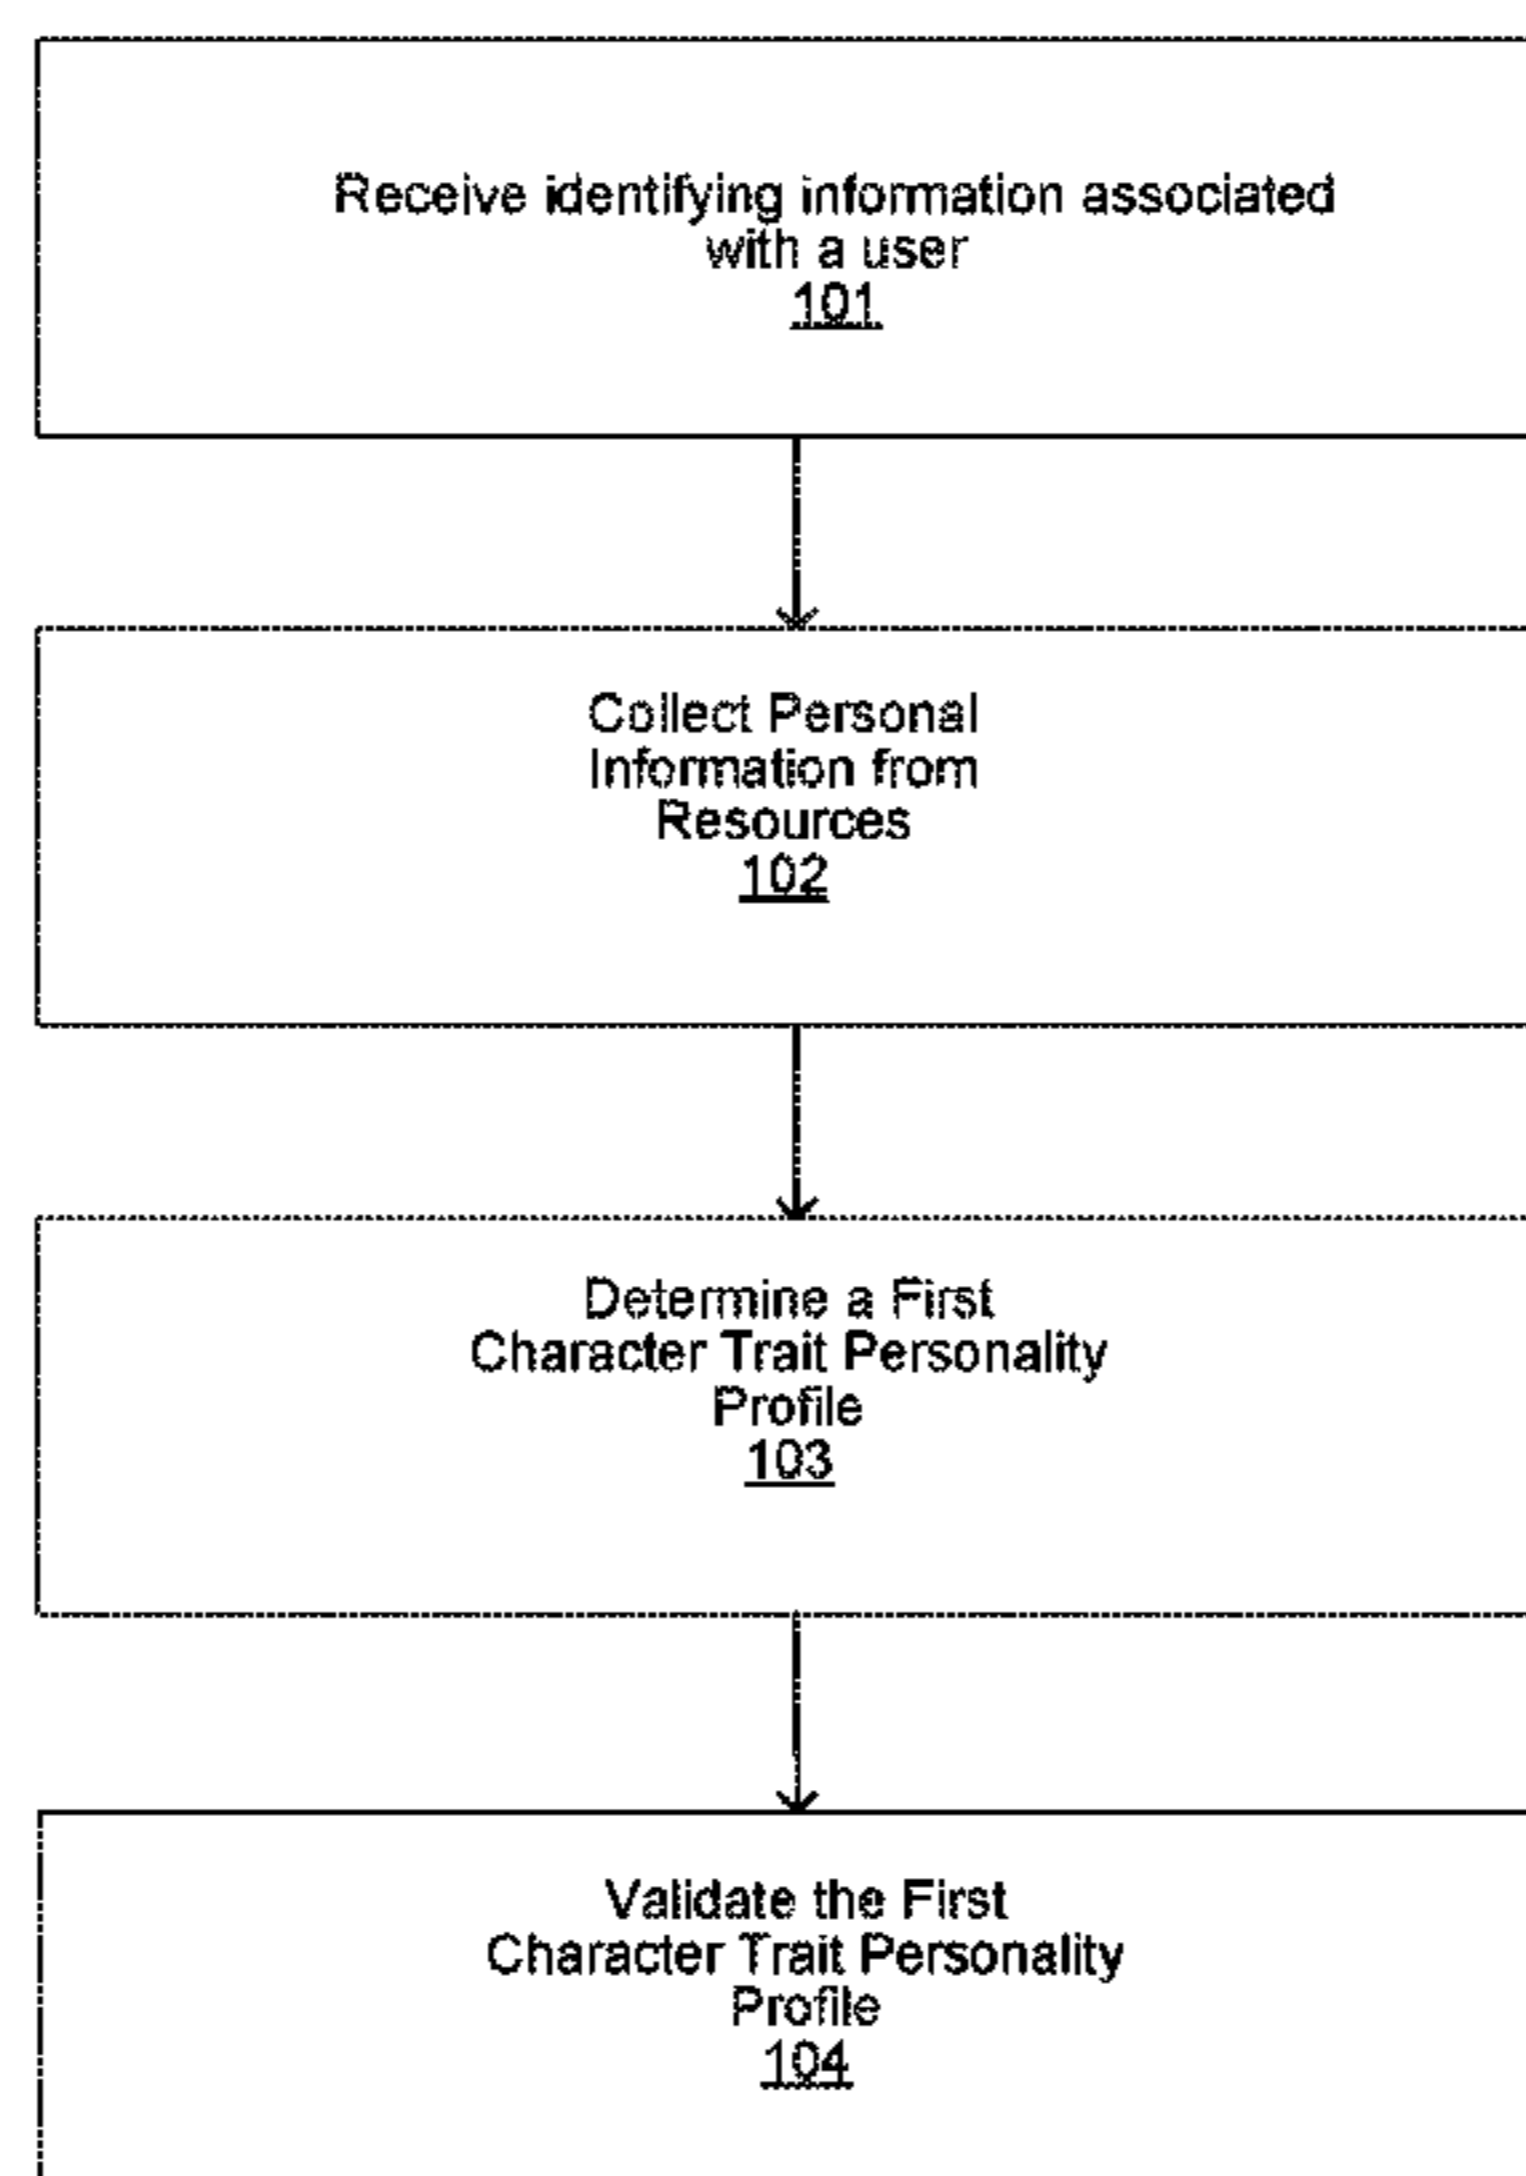 Receive identifying information associated
with a user
101
Collect Personal
Information from
Resources
102
Determine a First
Character Trait Personality
Profile
103
Validate the First
Character Trait Personality
Profile
104